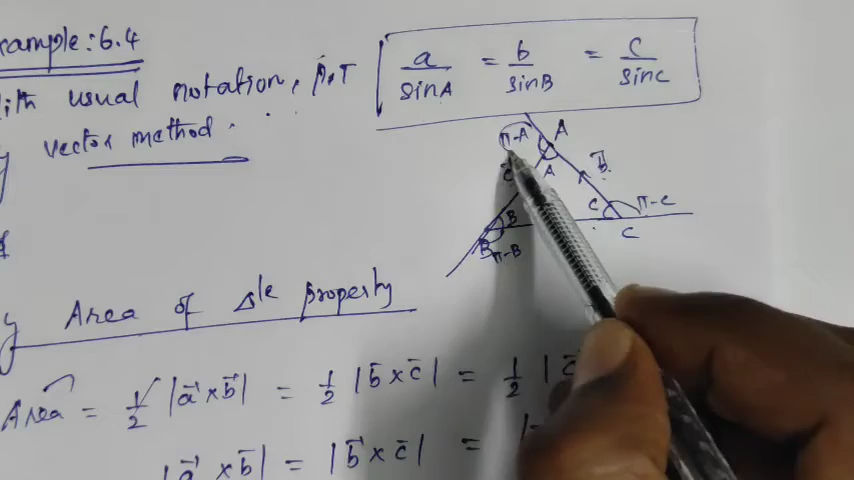 xample: 6.4
ith usual notation, P.T a/sinA = b/sinB = c/sinC
y vector method.
π-A A
A b⃗
c⃗
C π-C
B
B C
π-B
y Area of Δle property
Area = 1/2 |a⃗ × b⃗| = 1/2 |b̄ × c̄| = 1/2 |c̄
|a⃗ × b̄| = |b̄ × c̄| =